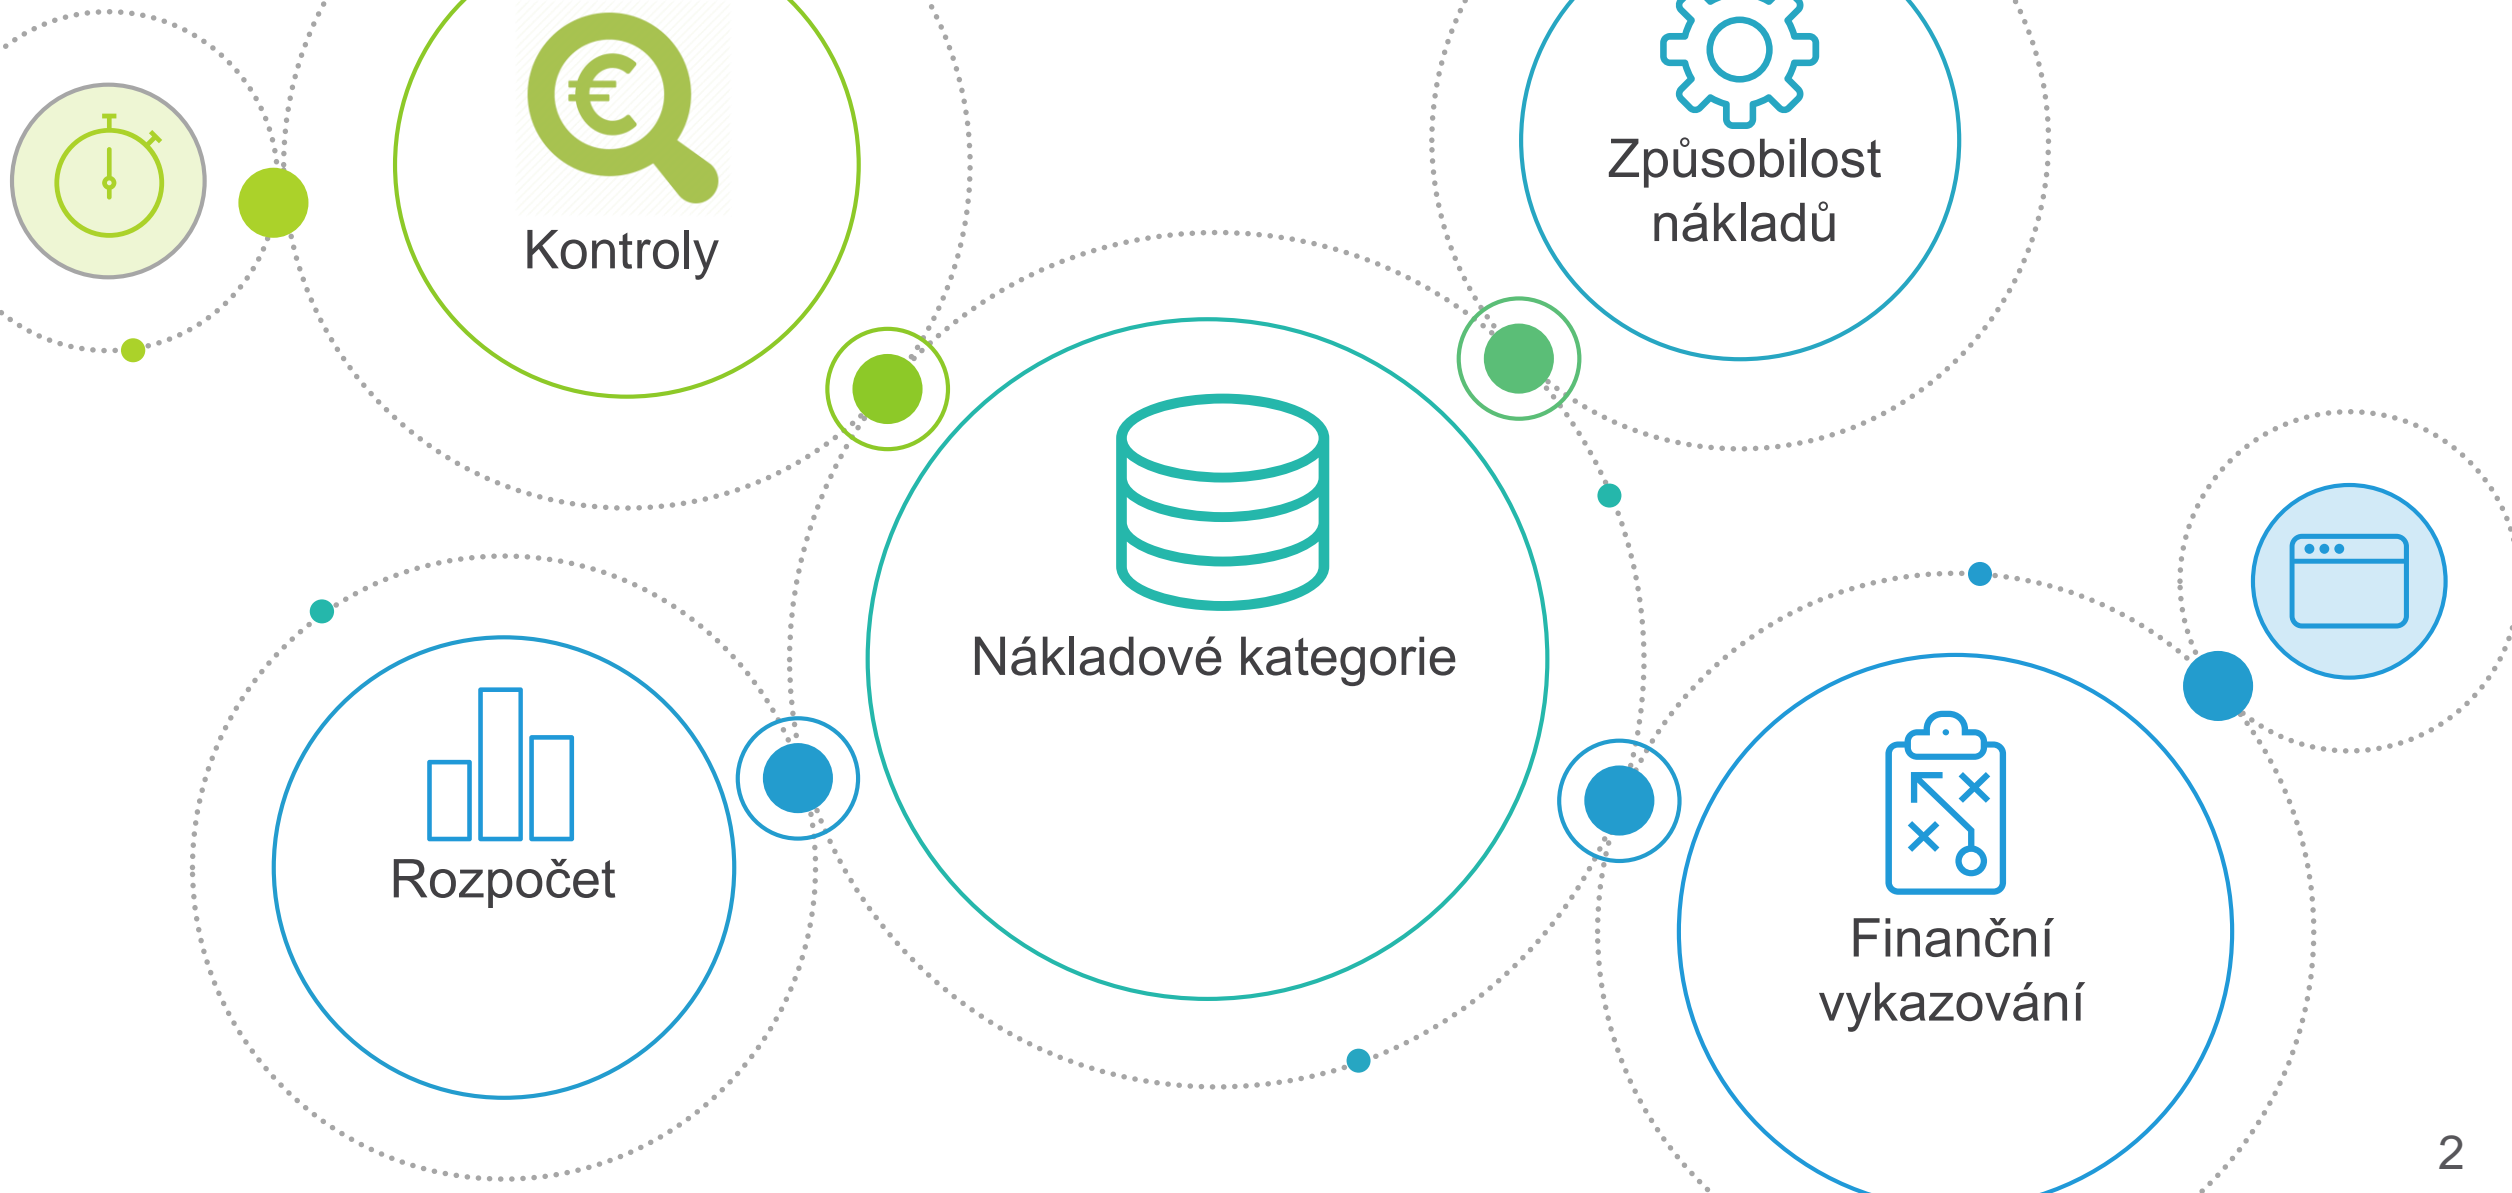 Kontroly
Způsobilost
nákladů
Nákladové kategorie
Rozpočet
Finanční
vykazování
2